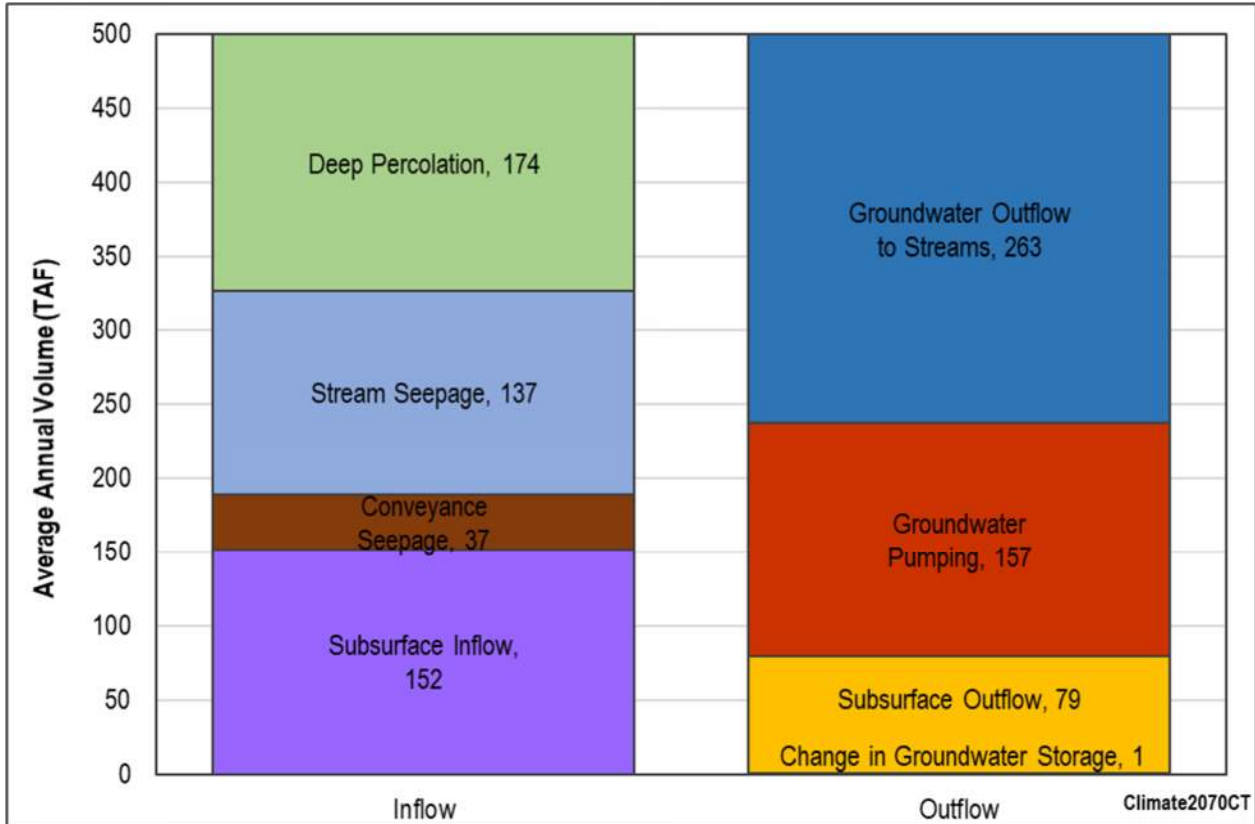 Average Annual Volume (TAF)
500
450
400
350
300
250
200
150
100
50
0
Deep Percolation, 174
Stream Seepage, 137
Conveyance
Seepage, 37
Subsurface Inflow,
152
Groundwater Outflow
to Streams, 263
Groundwater
Pumping, 157
Subsurface Outflow, 79
Change in Groundwater Storage, 1
Inflow
Outflow
Climate2070CT